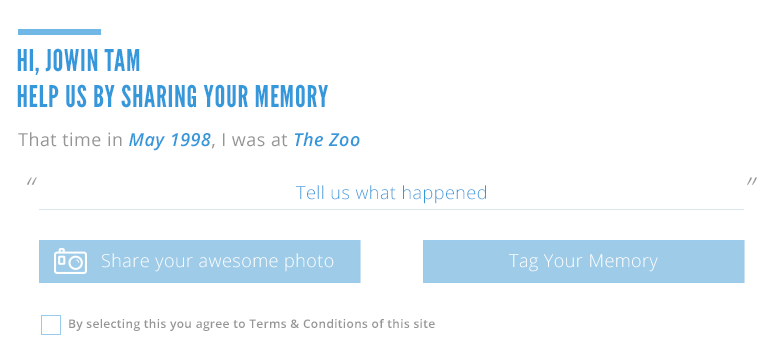 HI, JOWIN TAM
HELP US BY SHARING YOUR MEMORY
That time in May 1998, I was at The Zoo
“ Tell us what happened ”
Share your awesome photo
Tag Your Memory
By selecting this you agree to Terms & Conditions of this site